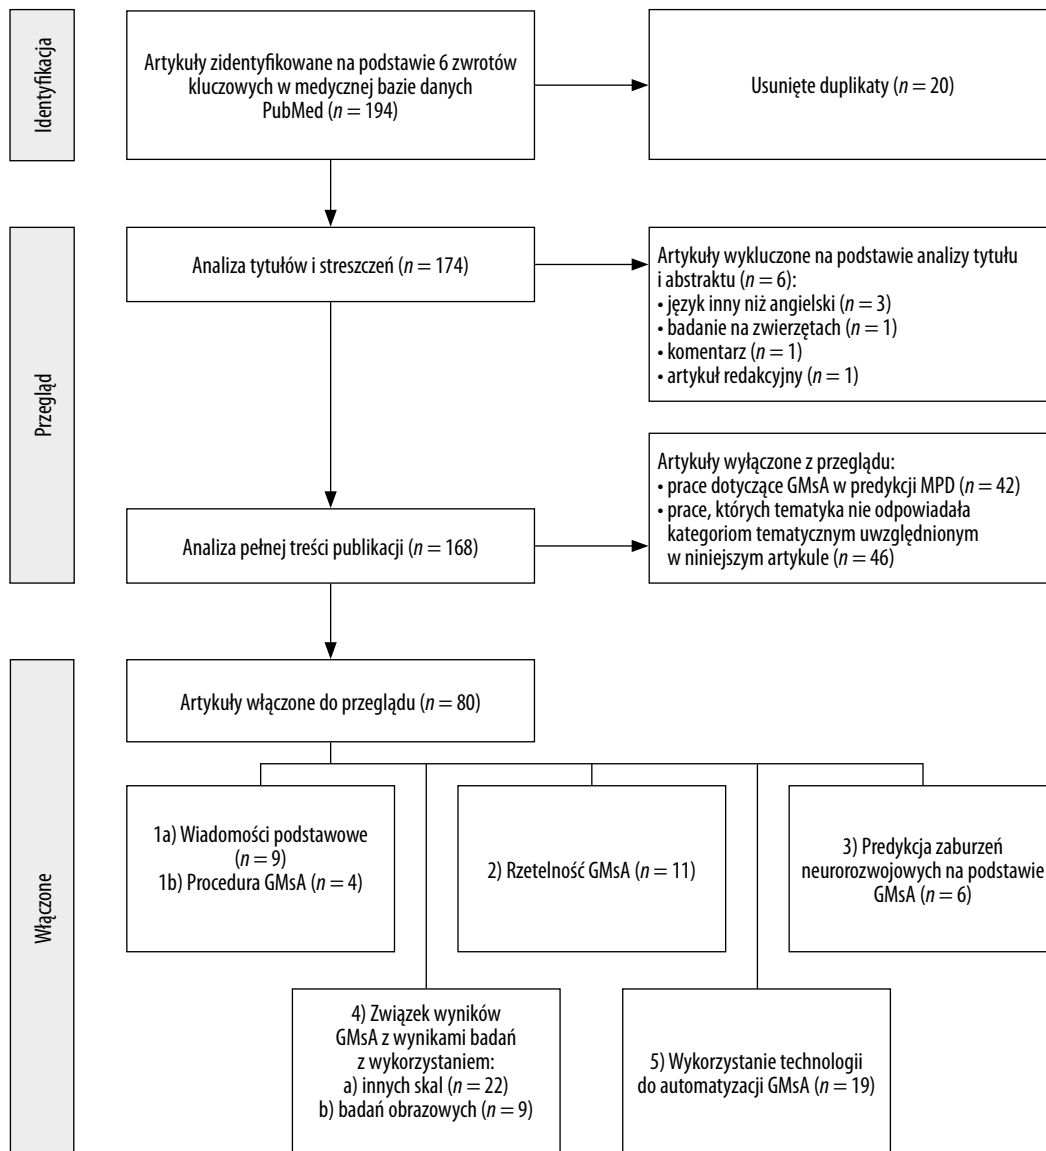 Identyfikacja
Artykuły zidentyfikowane na podstawie 6 zwrotów
kluczowych w medycznej bazie danych
PubMed (n = 194)
Usunięte duplikaty (n = 20)
Przegląd
Analiza tytułów i streszczeń (n = 174)
Artykuły wykluczone na podstawie analizy tytułu
i abstraktu (n = 6):
• język inny niż angielski (n = 3)
• badanie na zwierzętach (n = 1)
• komentarz (n = 1)
• artykuł redakcyjny (n = 1)
Analiza pełnej treści publikacji (n = 168)
Artykuły wyłączone z przeglądu:
• prace dotyczące GMsA w predykcji MPD (n = 42)
• prace, których tematyka nie odpowiadała
kategoriom tematycznym uwzględnionym
w niniejszym artykule (n = 46)
Włączone
Artykuły włączone do przeglądu (n = 80)
1a) Wiadomości podstawowe
(n = 9)
1b) Procedura GMsA (n = 4)
2) Rzetelność GMsA (n = 11)
3) Predykcja zaburzeń
neurorozwojowych na podstawie
GMsA (n = 6)
4) Związek wyników
GMsA z wynikami badań
z wykorzystaniem:
a) innych skal (n = 22)
b) badań obrazowych (n = 9)
5) Wykorzystanie technologii
do automatyzacji GMsA (n = 19)